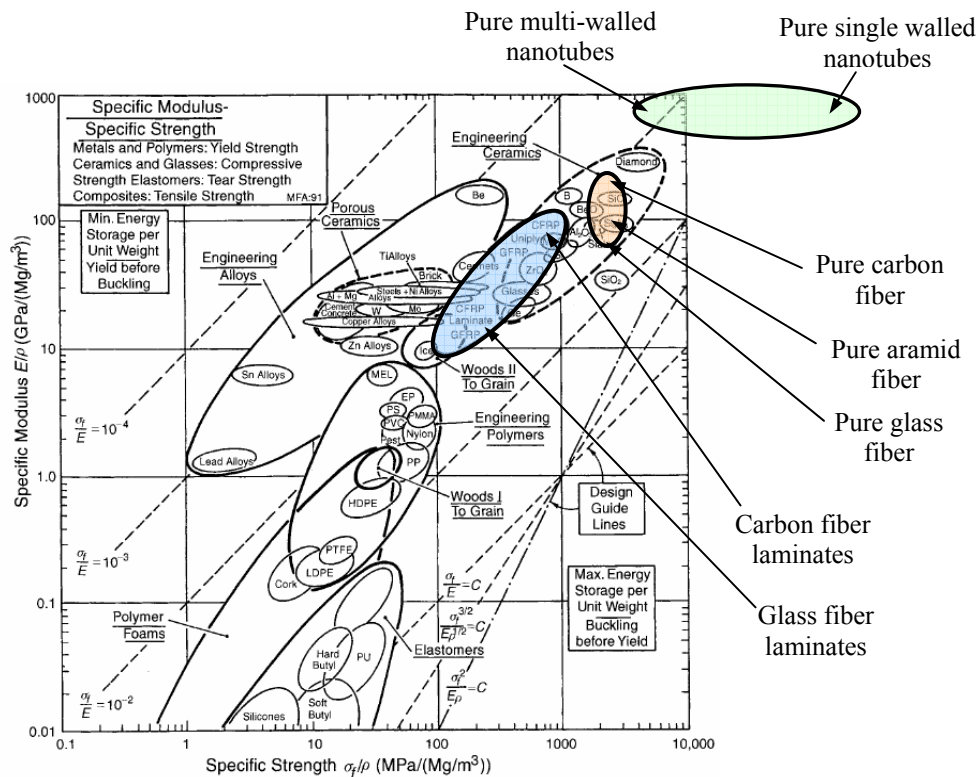 Pure multi-walled
nanotubes
Pure single walled
nanotubes
1000
Specific Modulus-
Specific Strength
Metals and Polymers: Yield Strength
Ceramics and Glasses: Compressive
Strength Elastomers: Tear Strength
Composites: Tensile Strength
MFA:91
Min. Energy
Storage per
Unit Weight
Yield before
Buckling
Engineering
Ceramics
Diamond
Be
B
Porous
Ceramics
Engineering
Alloys
100
CFRP
Uniply
GFRP
Cermets
Ti Alloys
Brick
Steels + Ni Alloys
Al + Mg
Alloys
Cement
Concrete
W
Mo
Copper Alloys
Glasses
SiO₂
CFRP
Laminate
GFRP
Pure carbon
fiber
Pure aramid
fiber
Pure glass
fiber
Carbon fiber
laminates
Glass fiber
laminates
10
Zn Alloys
Ice
Woods II
To Grain
Sn Alloys
MEL
EP
PS
PMMA
PVC
Nylon
Pest
PP
Engineering
Polymers
σf/E = 10⁻⁴
Lead Alloys
1.0
HDPE
Woods I
To Grain
Design
Guide
Lines
PTFE
LDPE
Cork
σf/E = 10⁻³
σf/E = C
Max. Energy
Storage per
Unit Weight
Buckling
before Yield
0.1
Polymer
Foams
σf^3/2/Eρ^1/2 = C
Elastomers
Hard
Butyl
PU
σf²/Eρ = C
σf/E = 10⁻²
Silicones
Soft
Butyl
0.01
0.1
1
10
100
1000
10,000
Specific Strength σf/ρ (MPa/(Mg/m³))
Specific Modulus E/ρ (GPa/(Mg/m³))